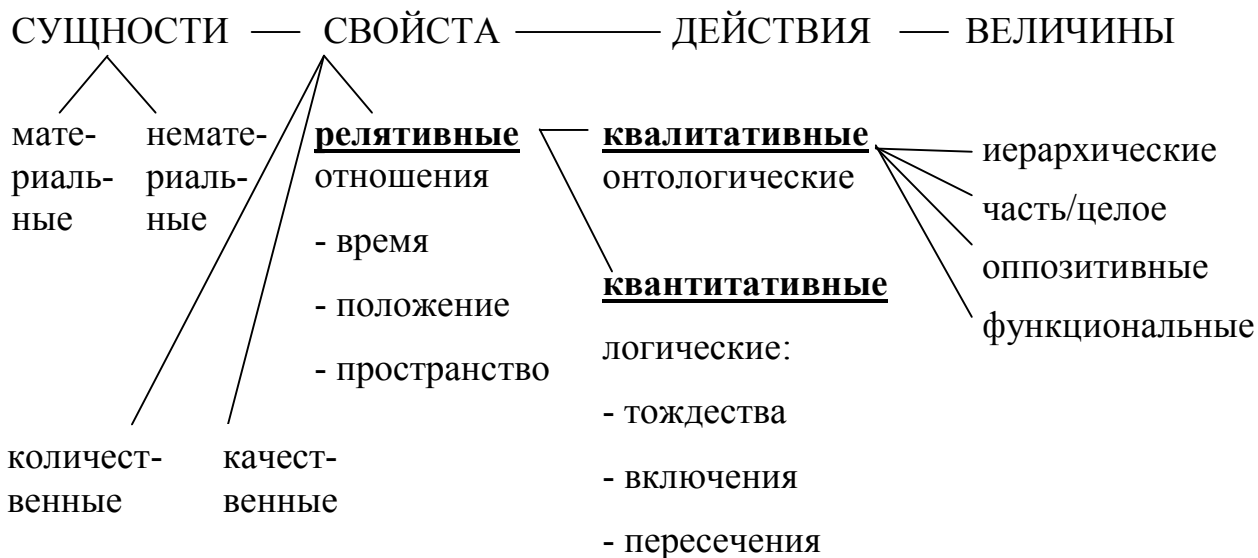 СУЩНОСТИ СВОЙСТА ДЕЙСТВИЯ ВЕЛИЧИНЫ
мате-
риаль-
ные
немате-
риаль-
ные
релятивные
отношения
- время
- положение
- пространство
количест-
венные
качест-
венные
квалитативные
онтологические
квантитативные
логические:
- тождества
- включения
- пересечения
иерархические
часть/целое
оппозитивные
функциональные